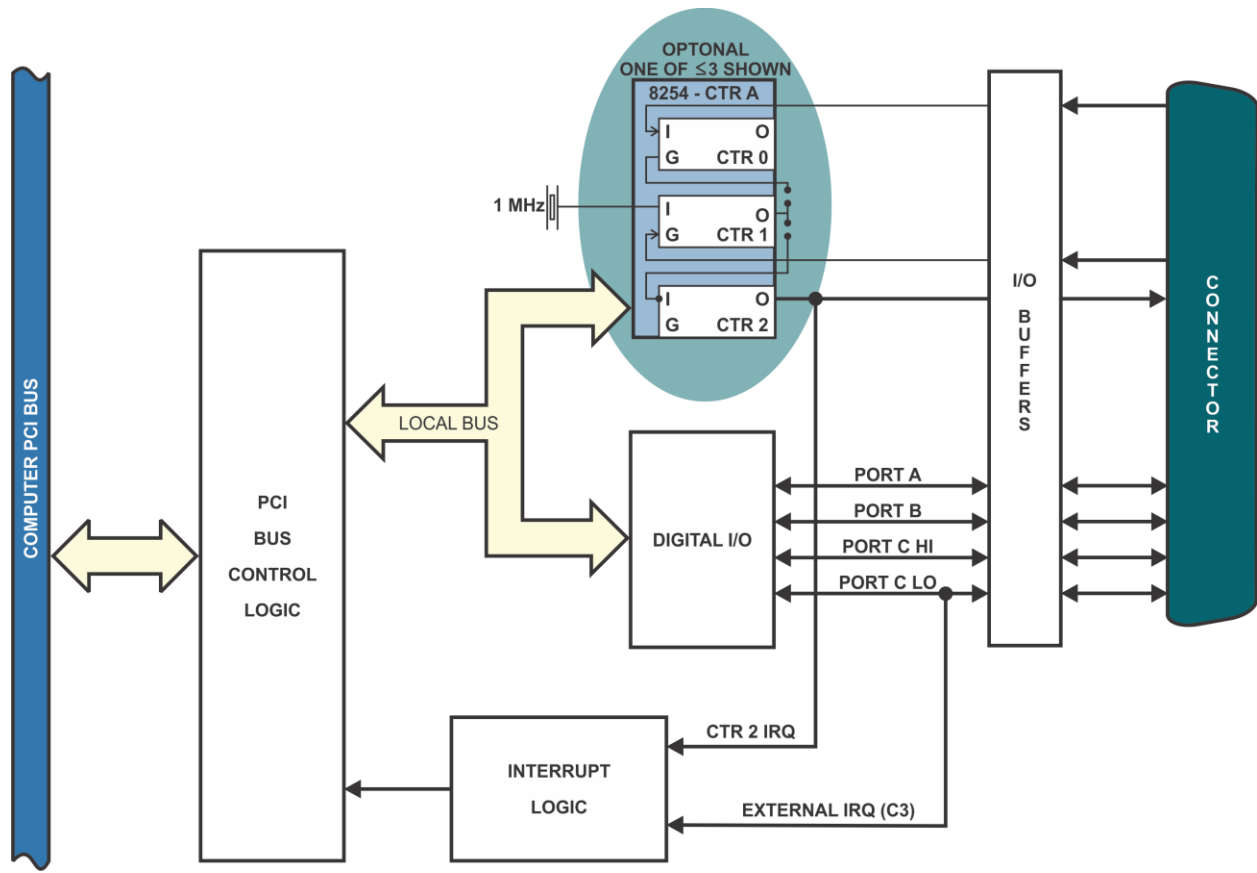 COMPUTER PCI BUS
PCI
BUS
CONTROL
LOGIC
LOCAL BUS
OPTONAL
ONE OF ≤3 SHOWN
8254 - CTR A
I O
G CTR 0
1 MHz
I O
G CTR 1
I O
G CTR 2
DIGITAL I/O
PORT A
PORT B
PORT C HI
PORT C LO
I/O
BUFFERS
CONNECTOR
INTERRUPT
LOGIC
CTR 2 IRQ
EXTERNAL IRQ (C3)